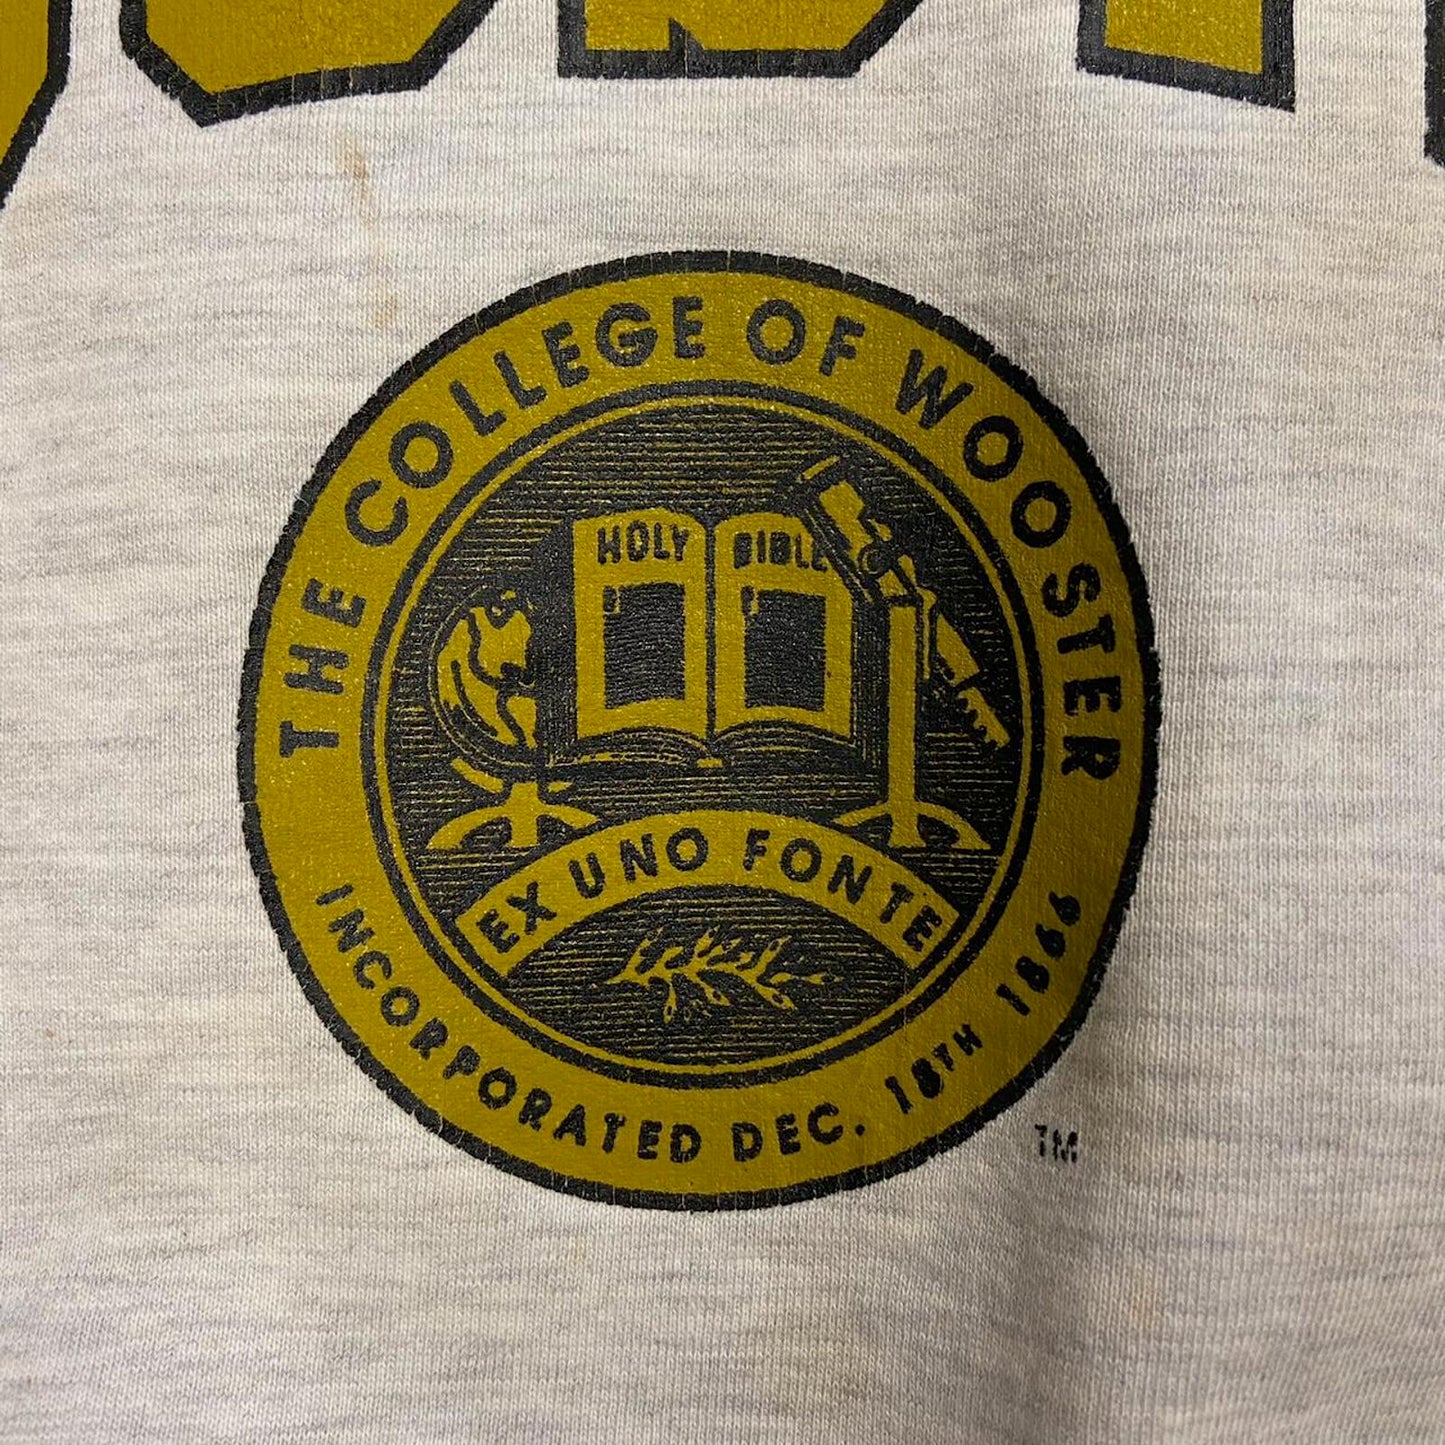 THE COLLEGE OF WOOSTER
HOLY BIBLE
EX UNO FONTE
INCORPORATED DEC. 18TH 1866
TM